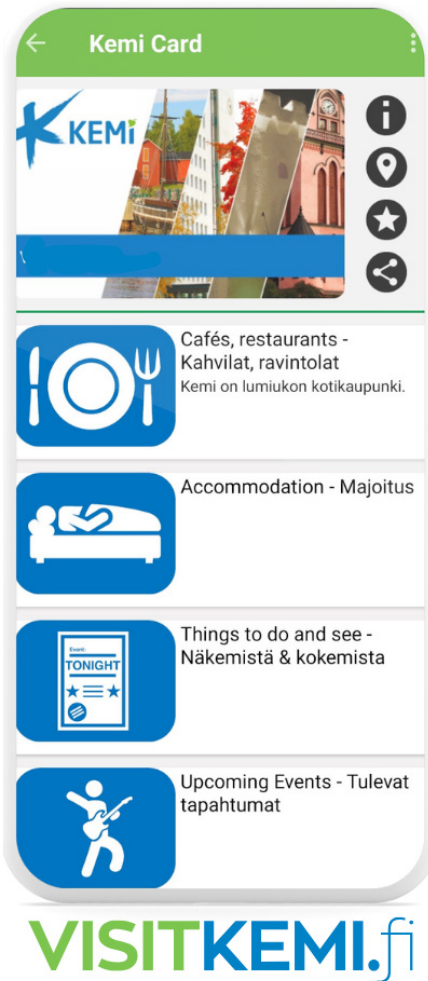 Kemi Card
KEMI
Cafés, restaurants -
Kahvilat, ravintolat
Kemi on lumiukon kotikaupunki.
Accommodation - Majoitus
Event:
TONIGHT
Things to do and see -
Näkemistä & kokemista
Upcoming Events - Tulevat
tapahtumat
VISITKEMI.fi